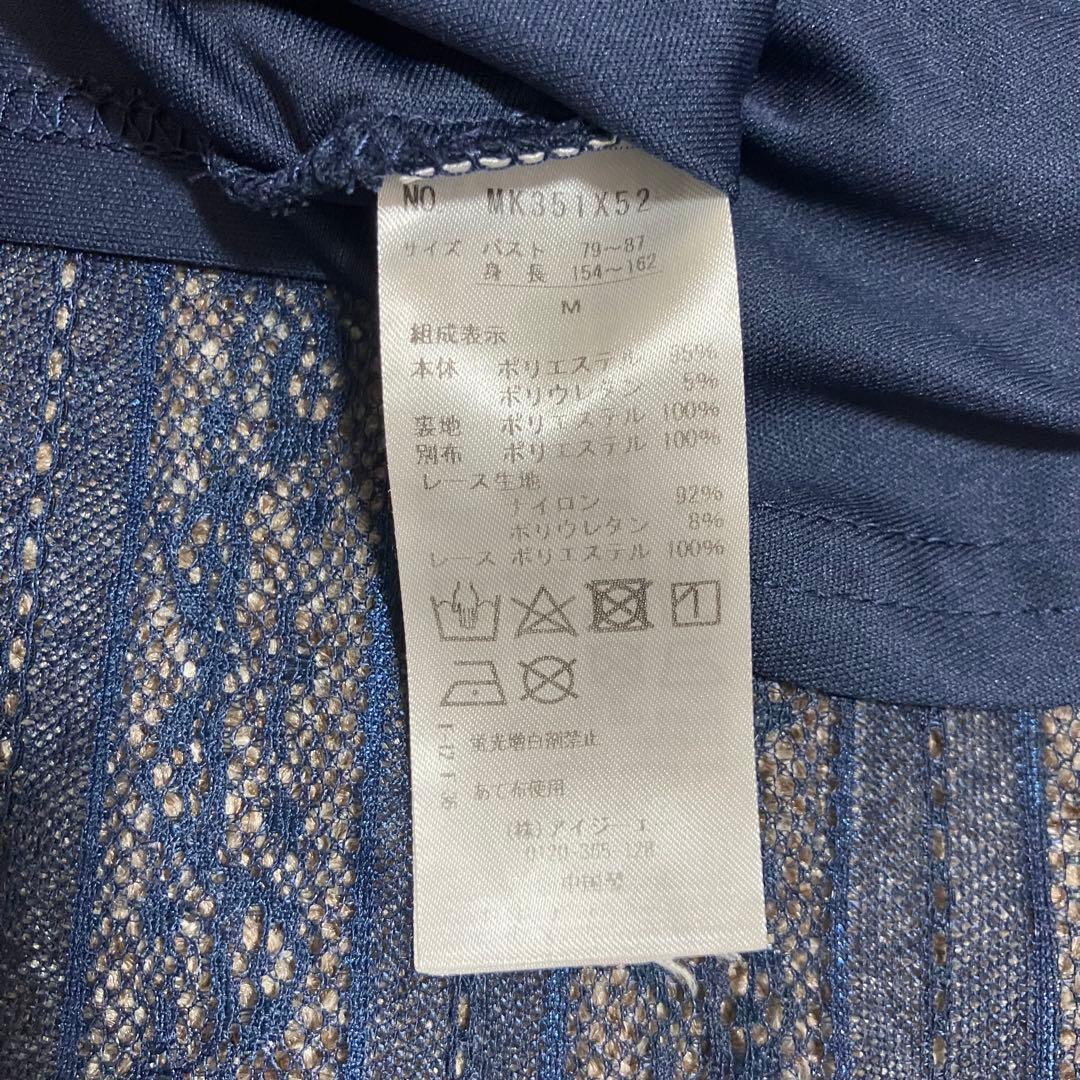 NO. MK351X52
サイズ バスト 79〜87
身長 154〜162
M
組成表示
本体 ポリエステル 95%
ポリウレタン 5%
裏地 ポリエステル 100%
別布 ポリエステル 100%
レース生地
ナイロン 92%
ポリウレタン 8%
レース ポリエステル 100%
蛍光増白剤禁止
あて布使用
(株)アイジーエ
中国製